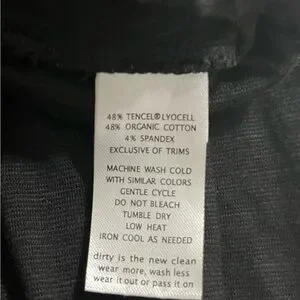 48% TENCEL® LYOCELL
48% ORGANIC COTTON
4% SPANDEX
EXCLUSIVE OF TRIMS
MACHINE WASH COLD
WITH SIMILAR COLORS
GENTLE CYCLE
DO NOT BLEACH
TUMBLE DRY
LOW HEAT
IRON COOL AS NEEDED
dirty is the new clean
wear more, wash less
wear it out or pass it on